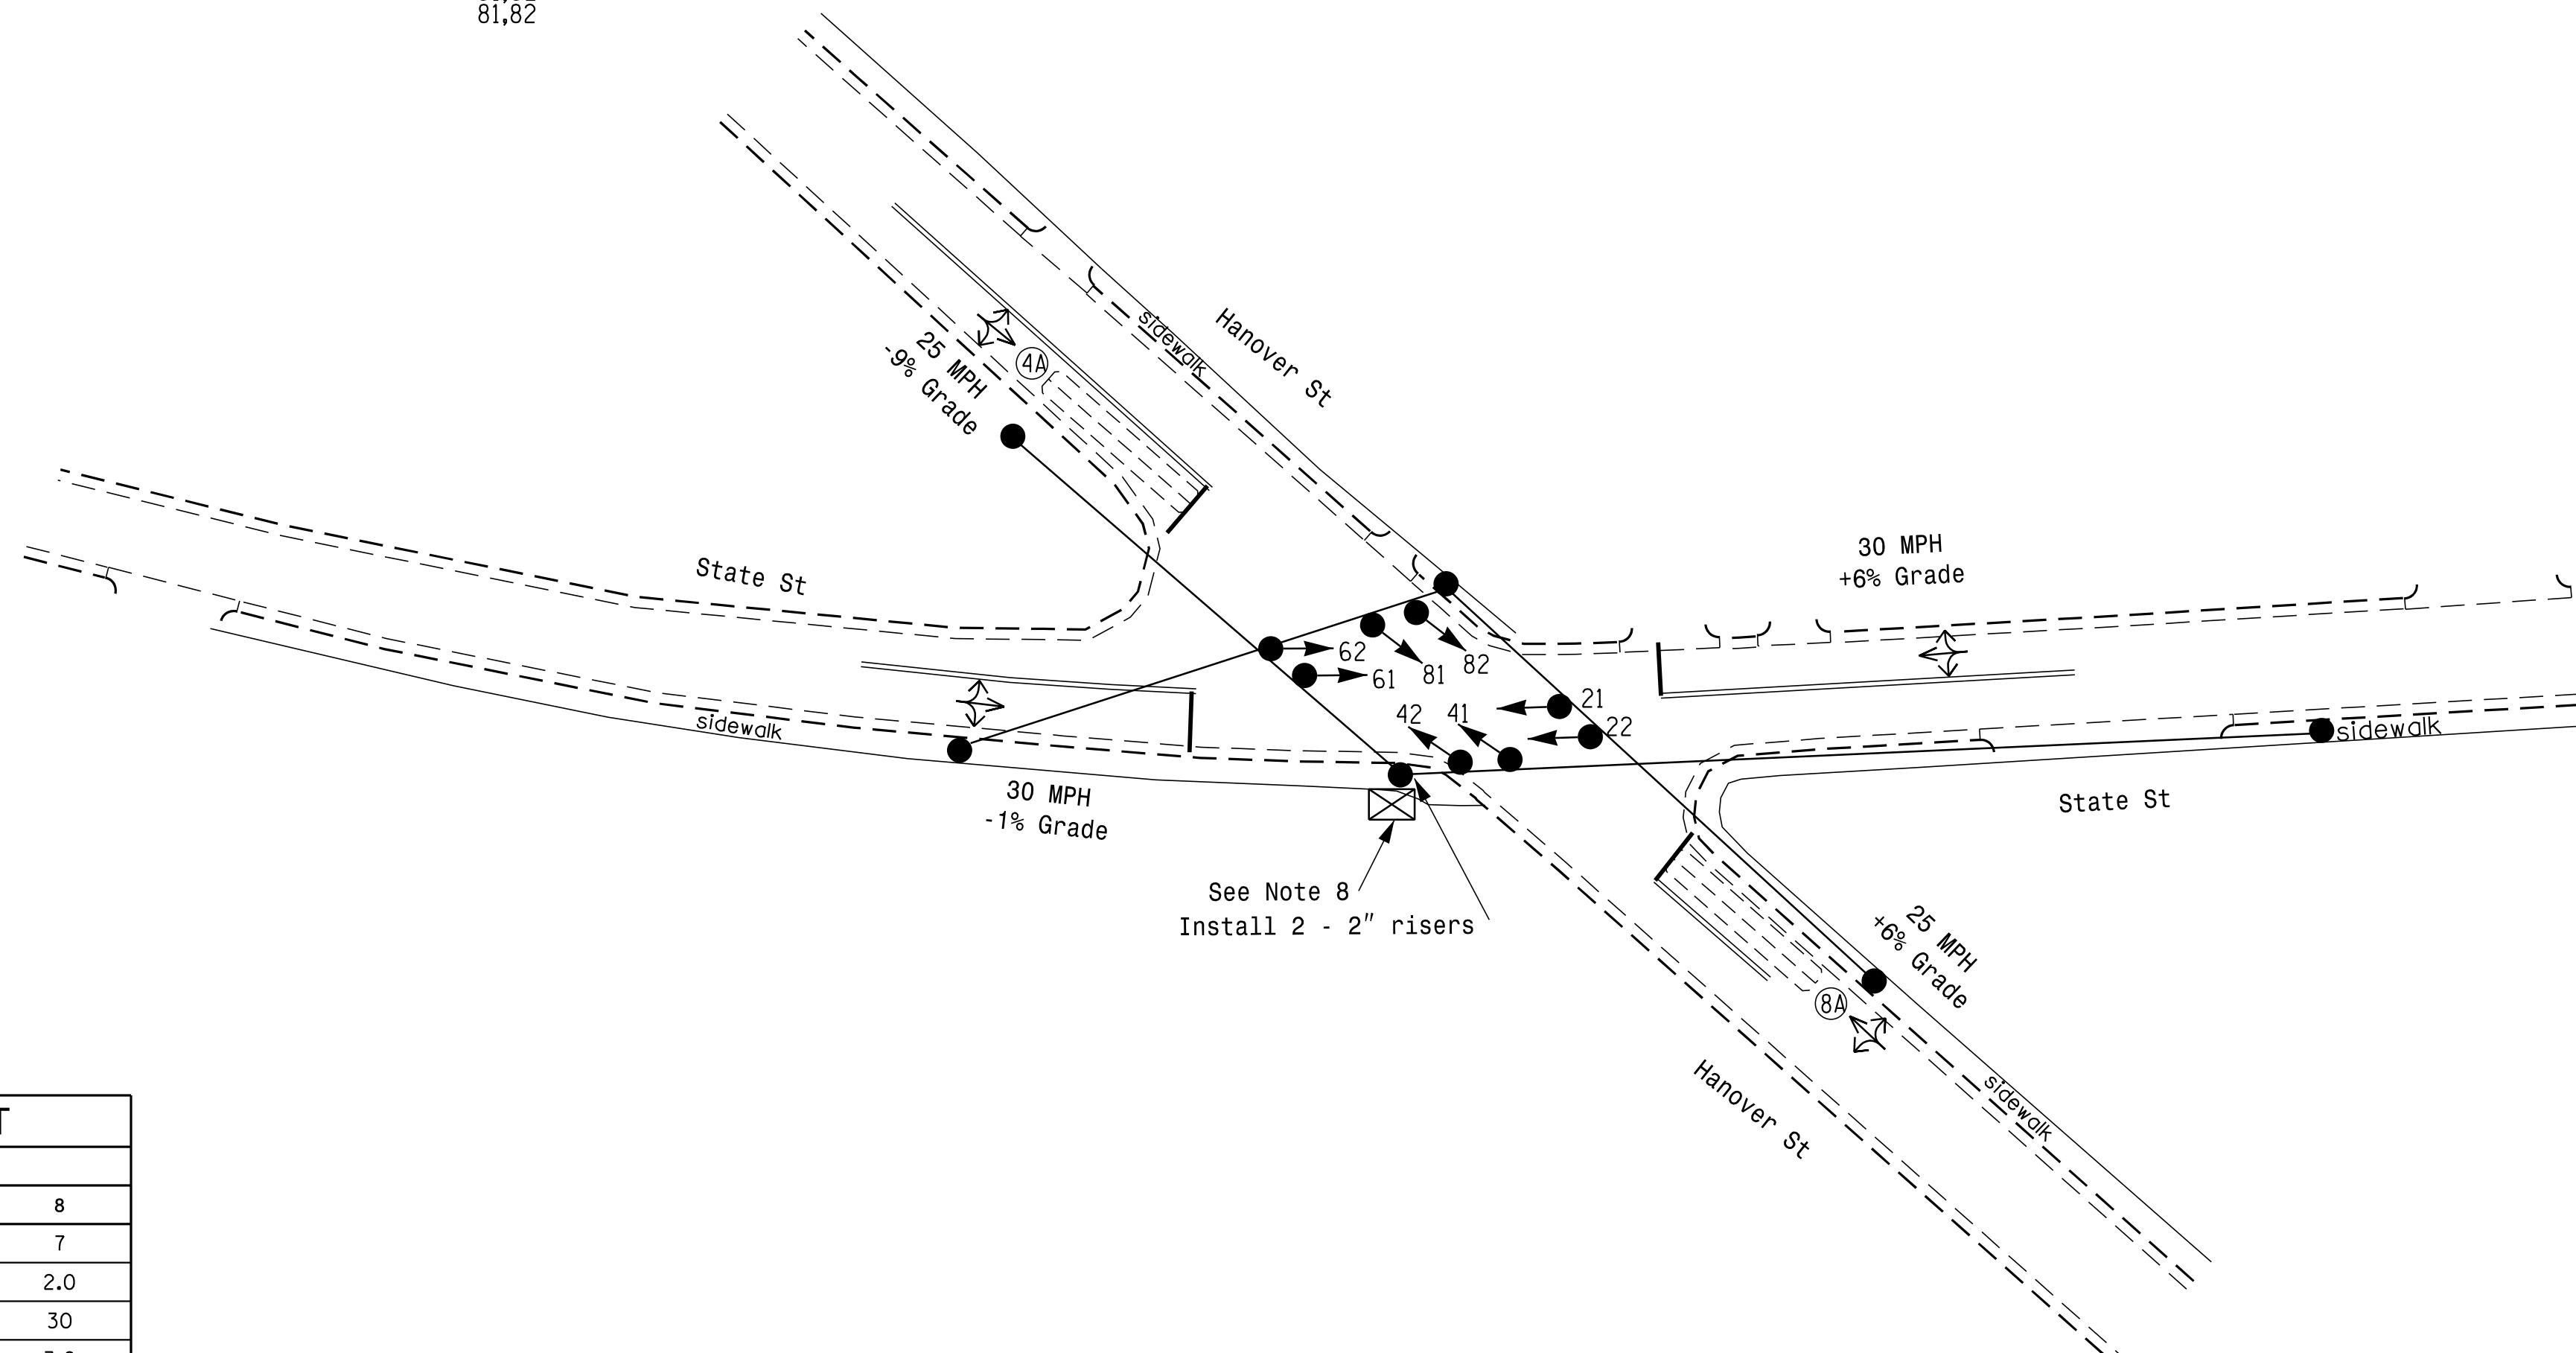 81,82
Hanover St
sidewalk
25 MPH
-9% Grade
4A
State St
30 MPH
+6% Grade
62
61
81
82
21
22
42
41
sidewalk
sidewalk
30 MPH
-1% Grade
State St
See Note 8
Install 2 - 2" risers
25 MPH
+6% Grade
8A
Hanover St
sidewalk
8
7
2.0
30